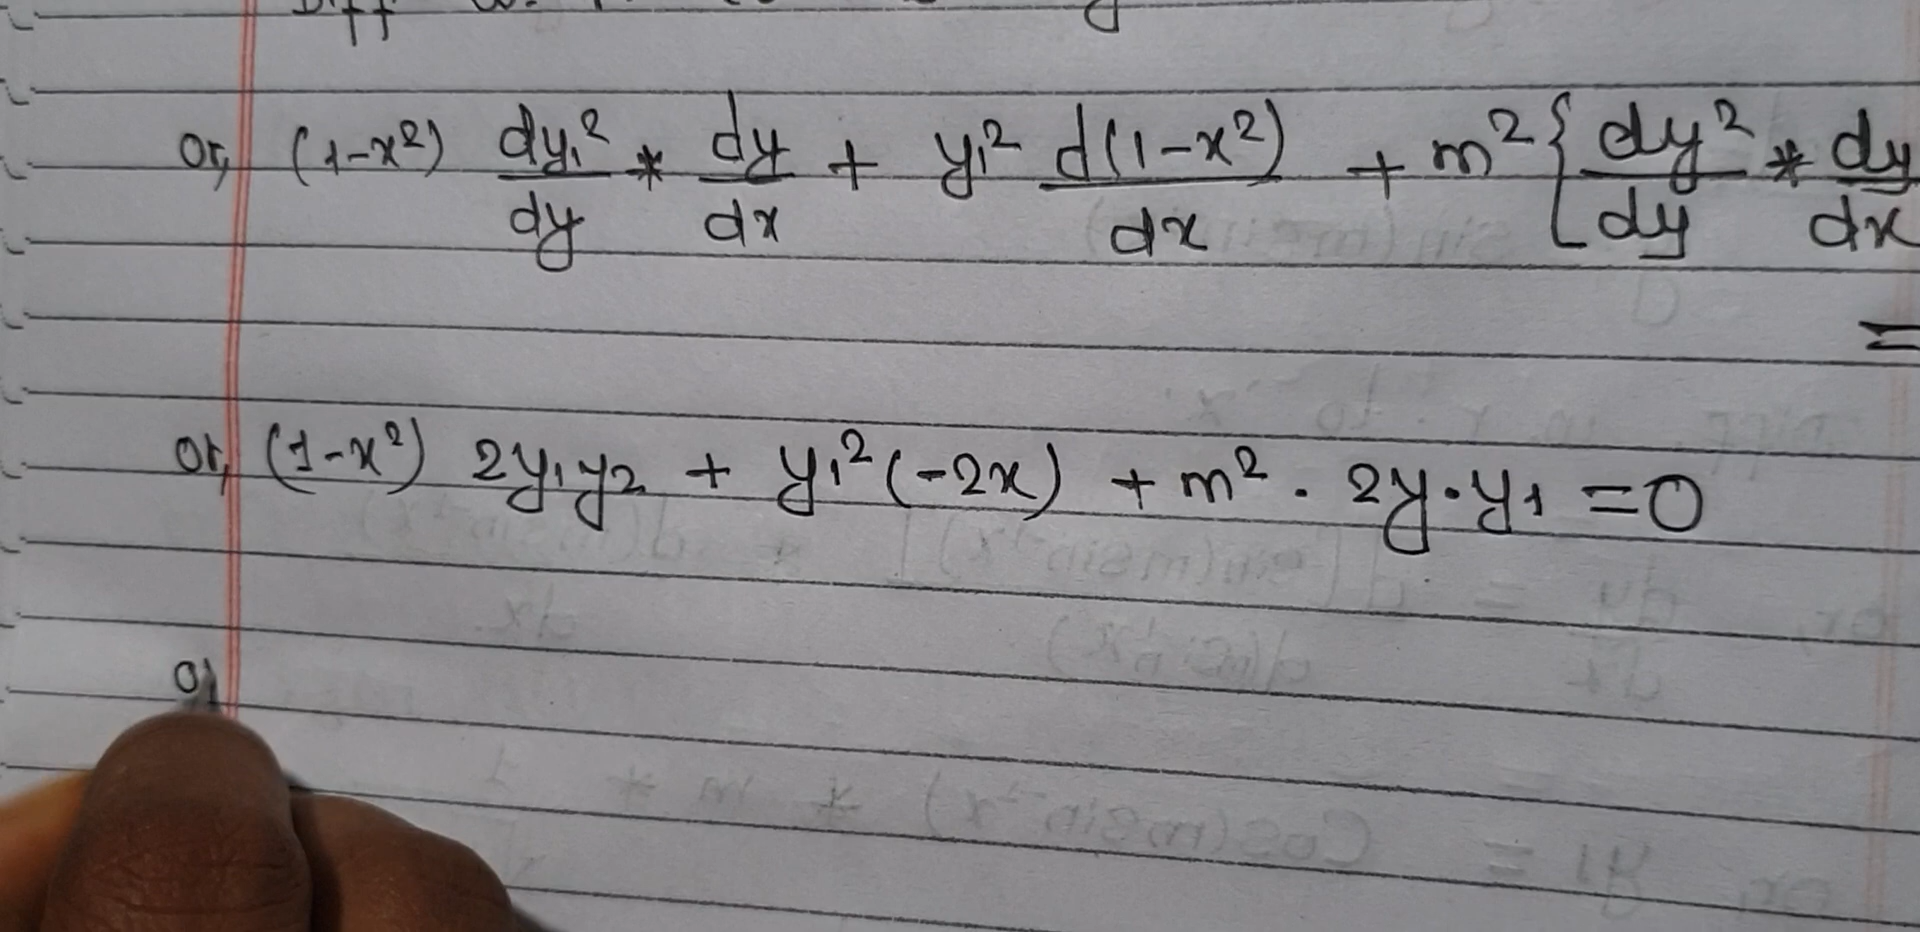 Diff w.
or, (1-x²) dy₁²/dy * dy/dx + y₁² d(1-x²)/dx + m² { dy²/dy * dy/dx
=
or, (1-x²) 2y₁y₂ + y₁²(-2x) + m² . 2y.y₁ = 0
or